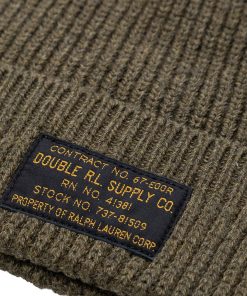 CONTRACT NO. 67-E00R
DOUBLE RL SUPPLY CO.
RN. NO. 41381
STOCK NO. 737-81509
PROPERTY OF RALPH LAUREN CORP.